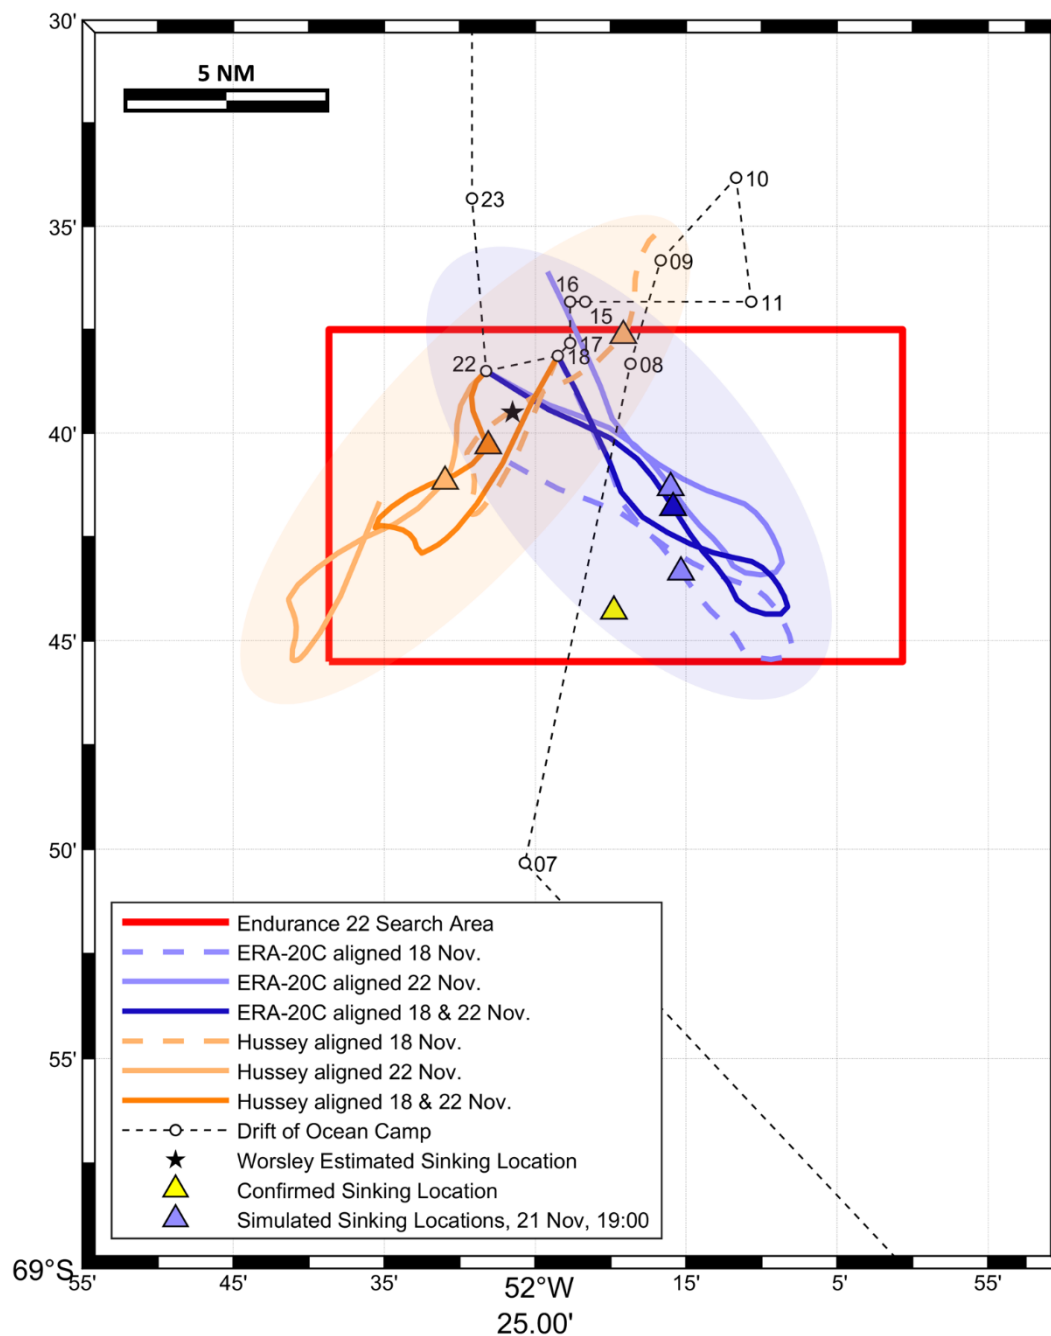 30'
5 NM
10
23
35'
09
16
15
11
17
18
08
22
40'
45'
50'
07
Endurance 22 Search Area
ERA-20C aligned 18 Nov.
ERA-20C aligned 22 Nov.
ERA-20C aligned 18 & 22 Nov.
Hussey aligned 18 Nov.
55'
Hussey aligned 22 Nov.
Hussey aligned 18 & 22 Nov.
Drift of Ocean Camp
Worsley Estimated Sinking Location
Confirmed Sinking Location
Simulated Sinking Locations, 21 Nov, 19:00
69°S
55' 45' 35' 52°W 15' 5' 55'
25.00'